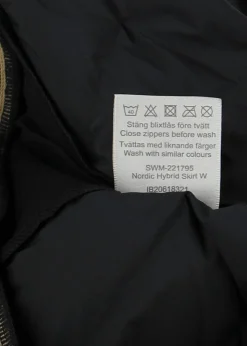 40
Stäng blixtlås före tvätt
Close zippers before wash
Tvättas med liknande färger
Wash with similar colours
SWM-221795
Nordic Hybrid Skirt W
IB20618321